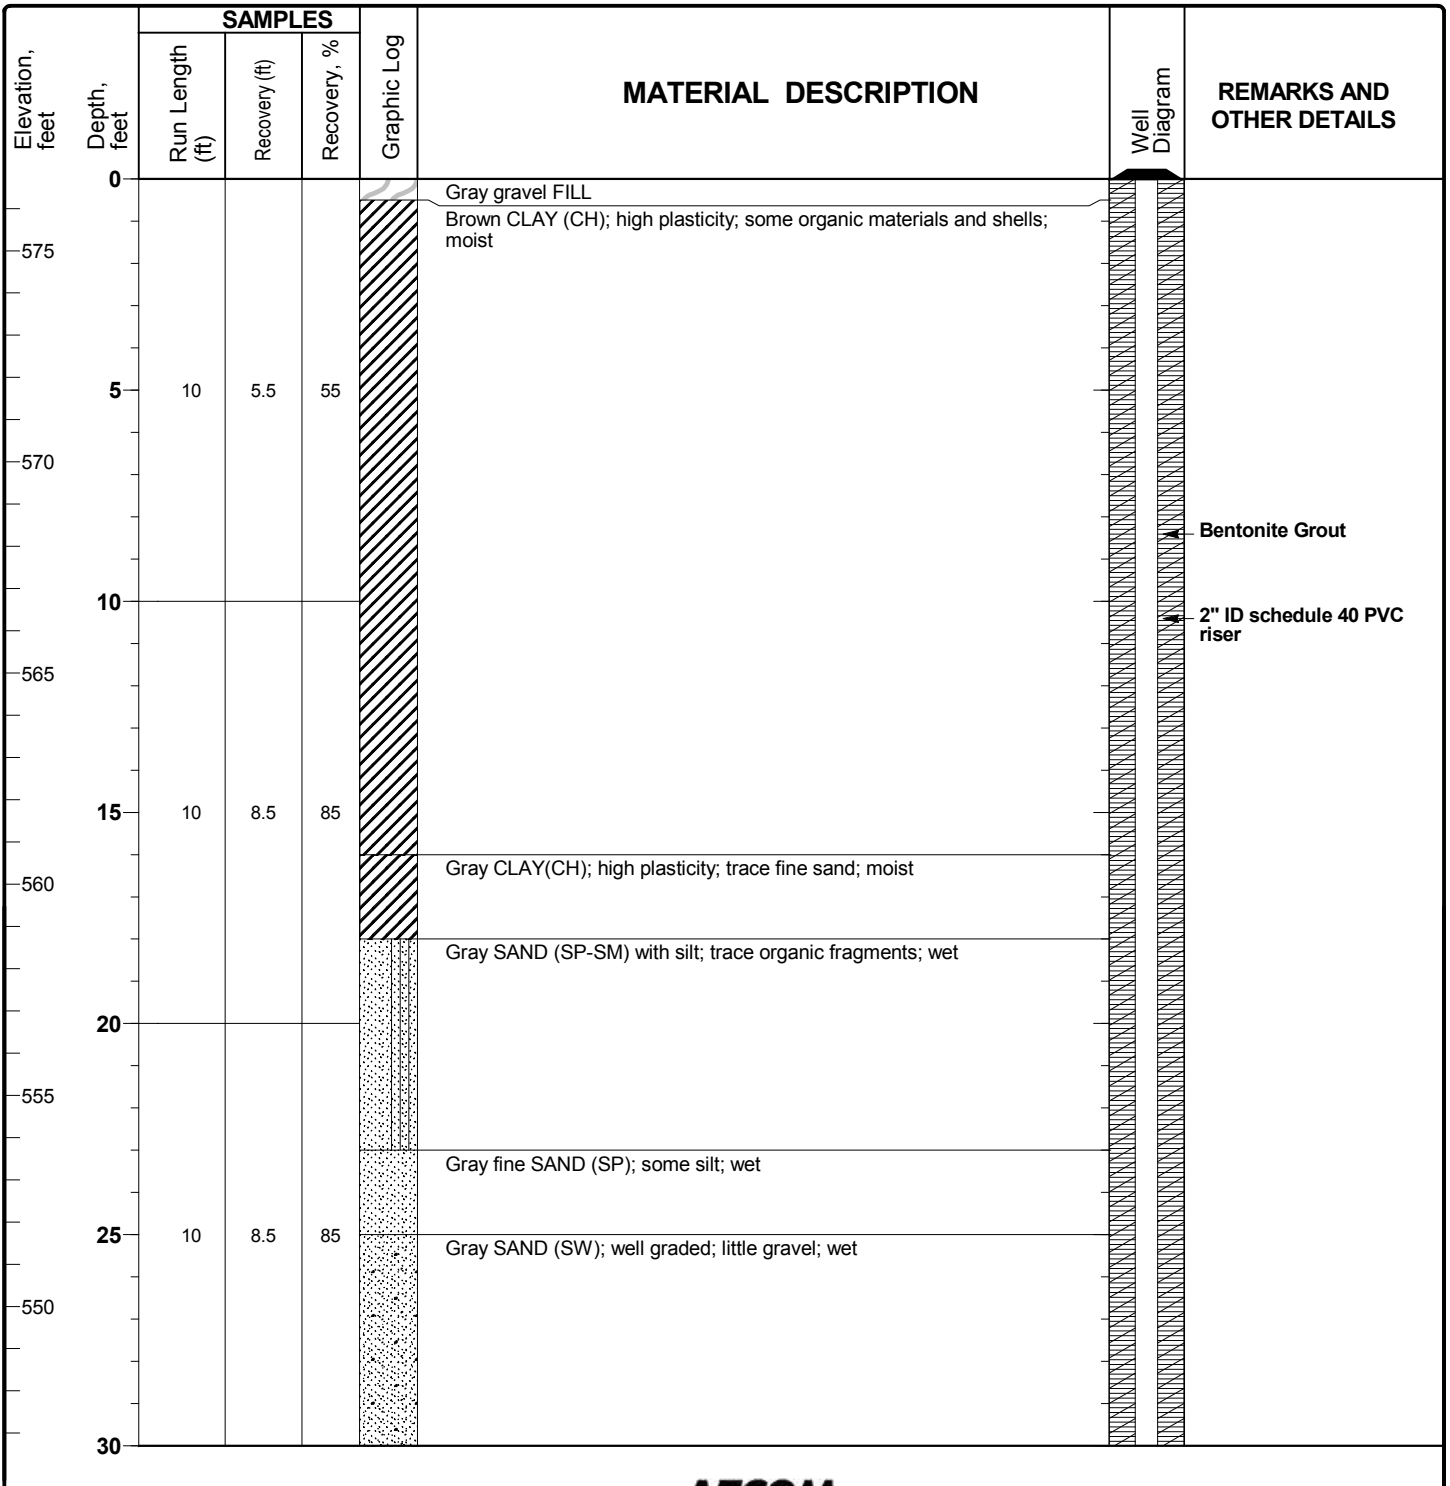 SAMPLES
Elevation,
feet
Depth,
feet
Run Length
(ft)
Recovery (ft)
Recovery, %
Graphic Log
MATERIAL DESCRIPTION
Well
Diagram
REMARKS AND
OTHER DETAILS
0
Gray gravel FILL
Brown CLAY (CH); high plasticity; some organic materials and shells;
moist
575
5
10
5.5
55
570
Bentonite Grout
10
2" ID schedule 40 PVC
riser
565
15
10
8.5
85
Gray CLAY(CH); high plasticity; trace fine sand; moist
560
Gray SAND (SP-SM) with silt; trace organic fragments; wet
20
555
Gray fine SAND (SP); some silt; wet
25
10
8.5
85
Gray SAND (SW); well graded; little gravel; wet
550
30
AECOM